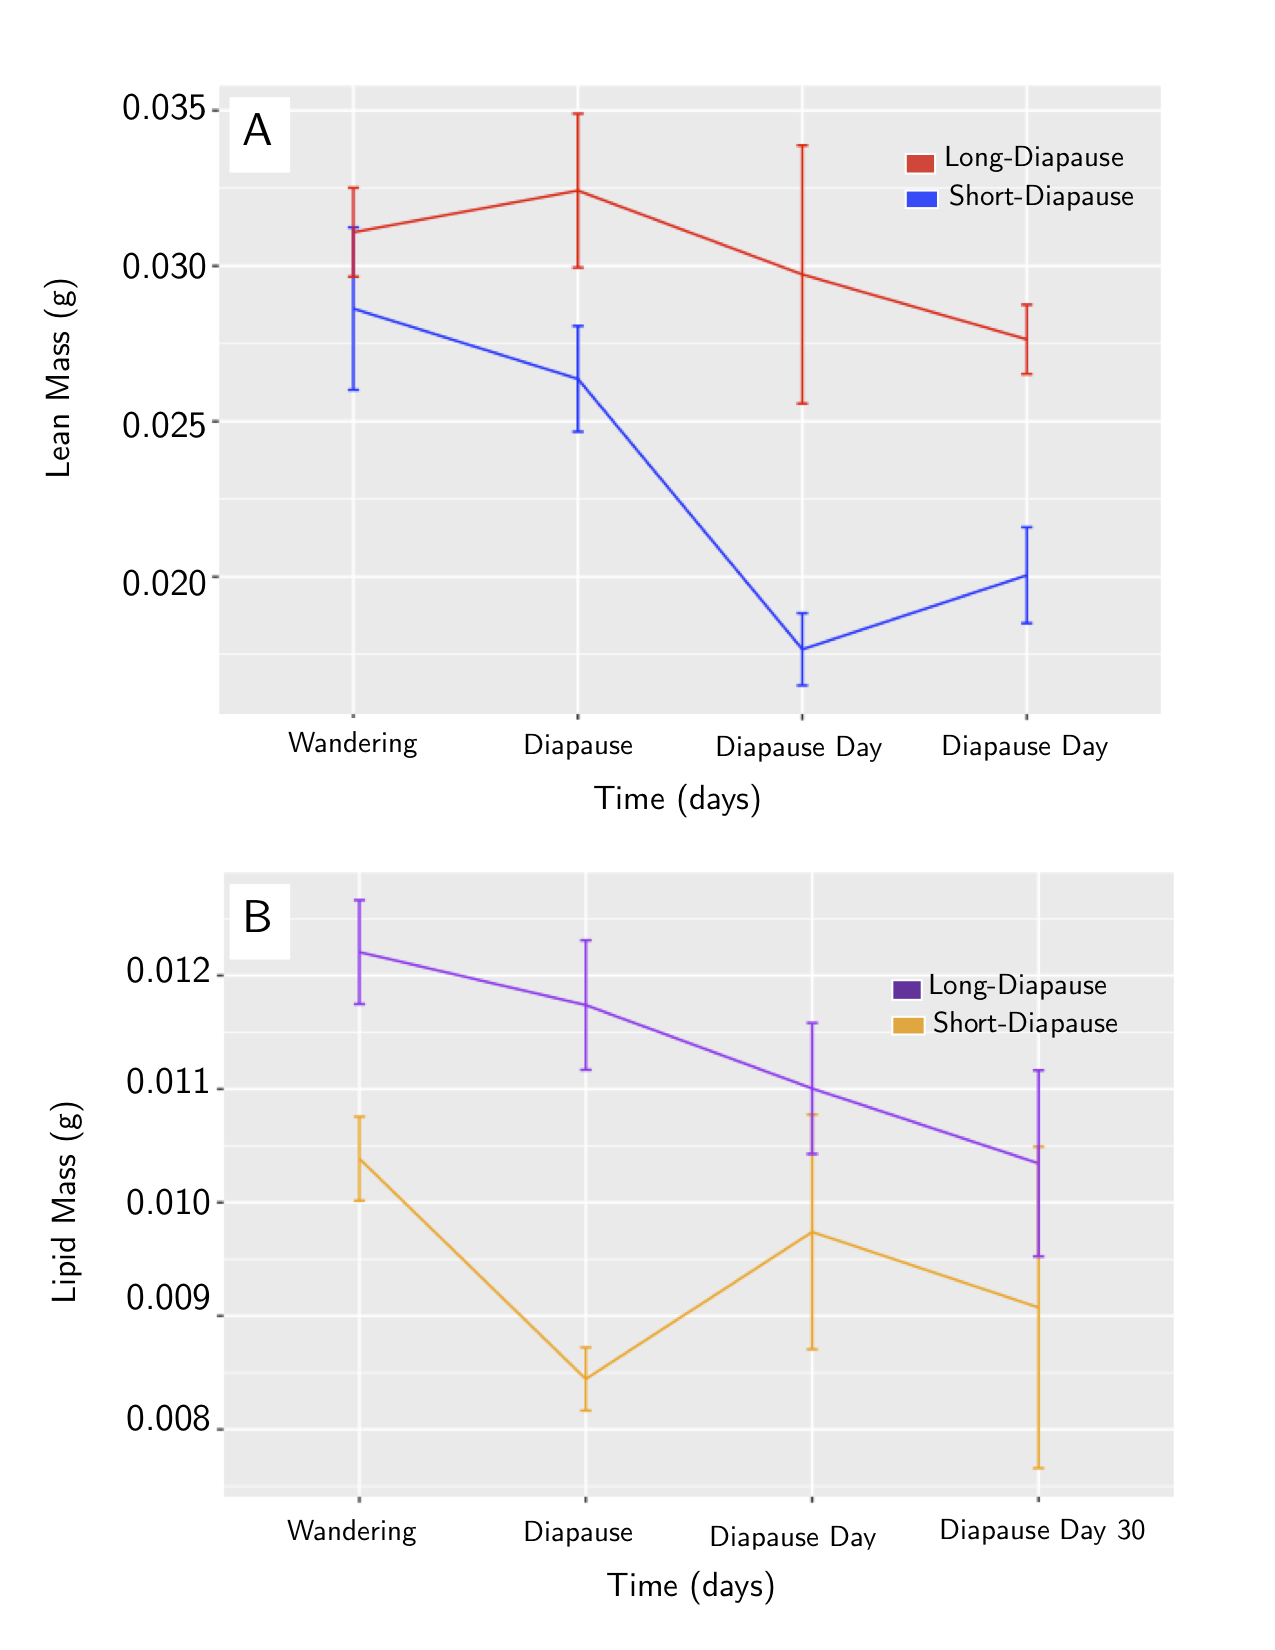 A
Long-Diapause
Short-Diapause
0.035
0.030
0.025
0.020
Lean Mass (g)
Wandering Diapause Diapause Day Diapause Day
Time (days)
B
Long-Diapause
Short-Diapause
0.012
0.011
0.010
0.009
0.008
Lipid Mass (g)
Wandering Diapause Diapause Day Diapause Day 30
Time (days)